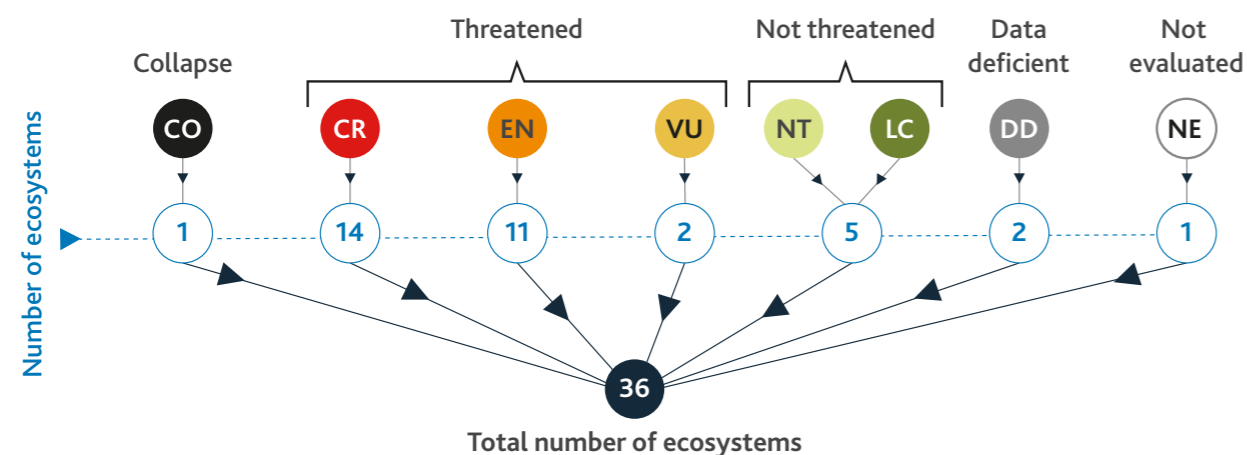 Threatened
Not threatened
Data
deficient
Not
evaluated
Collapse
CO
CR
EN
VU
NT
LC
DD
NE
Number of ecosystems
1
14
11
2
5
2
1
36
Total number of ecosystems